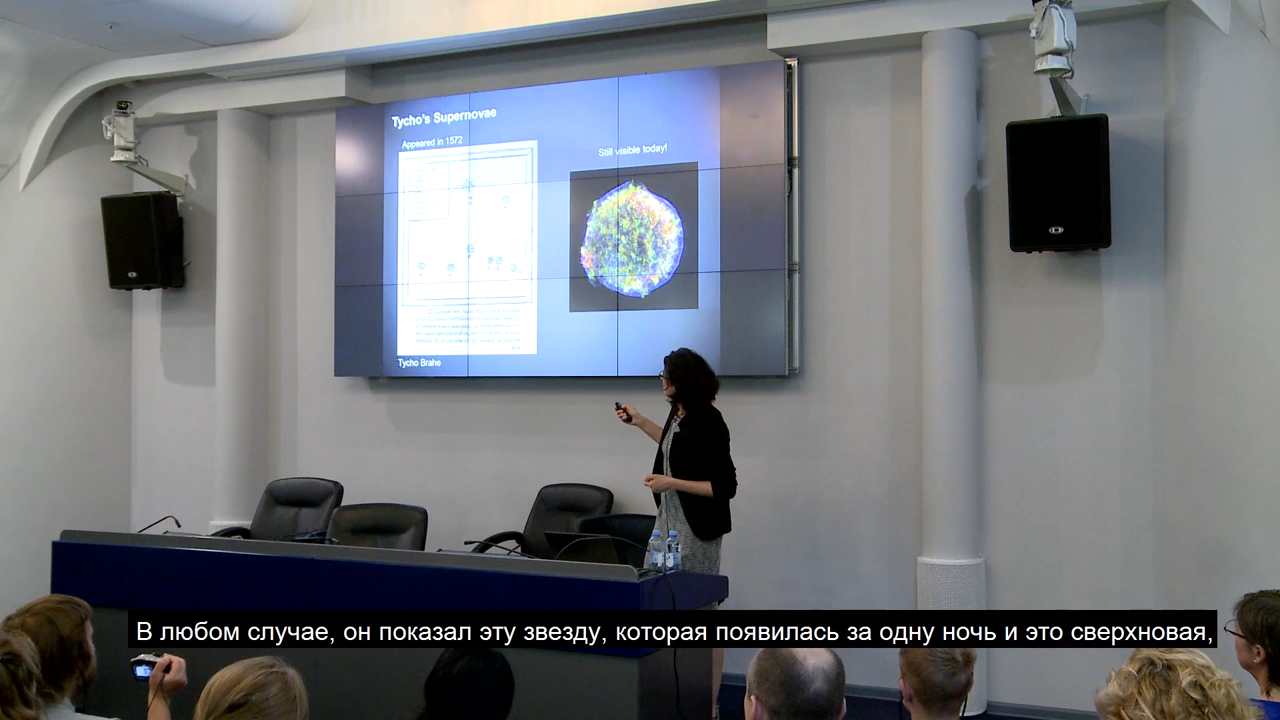 Tycho's Supernovae
Appeared in 1572
Still visible today!
Tycho Brahe
В любом случае, он показал эту звезду, которая появилась за одну ночь и это сверхновая,